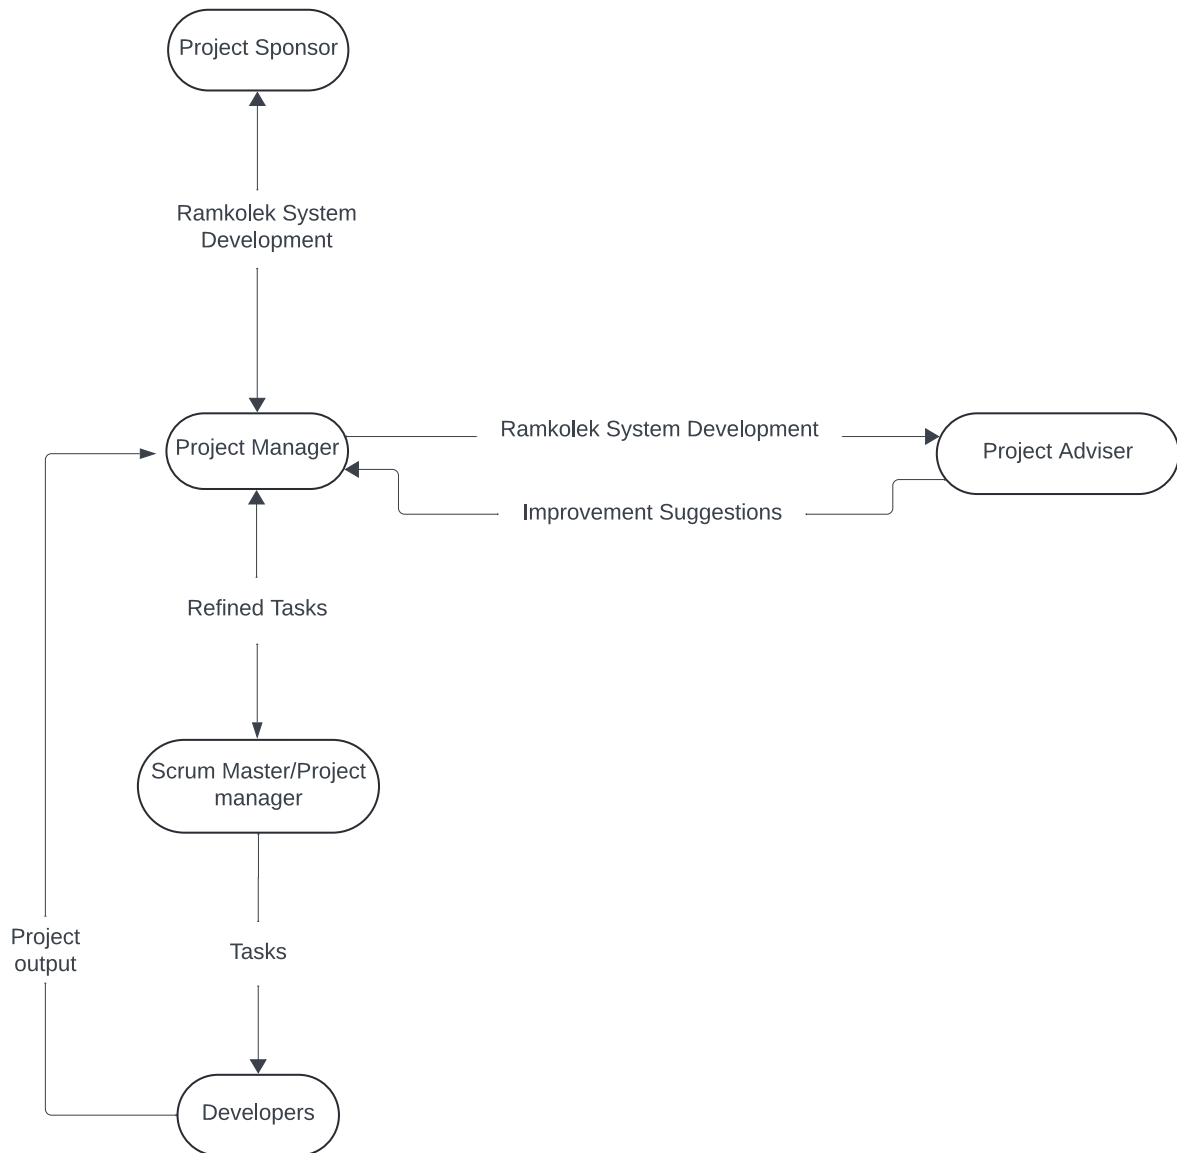 Project Sponsor
Ramkolek System
Development
Project Manager
Ramkolek System Development
Project Adviser
Improvement Suggestions
Refined Tasks
Scrum Master/Project
manager
Project
output
Tasks
Developers